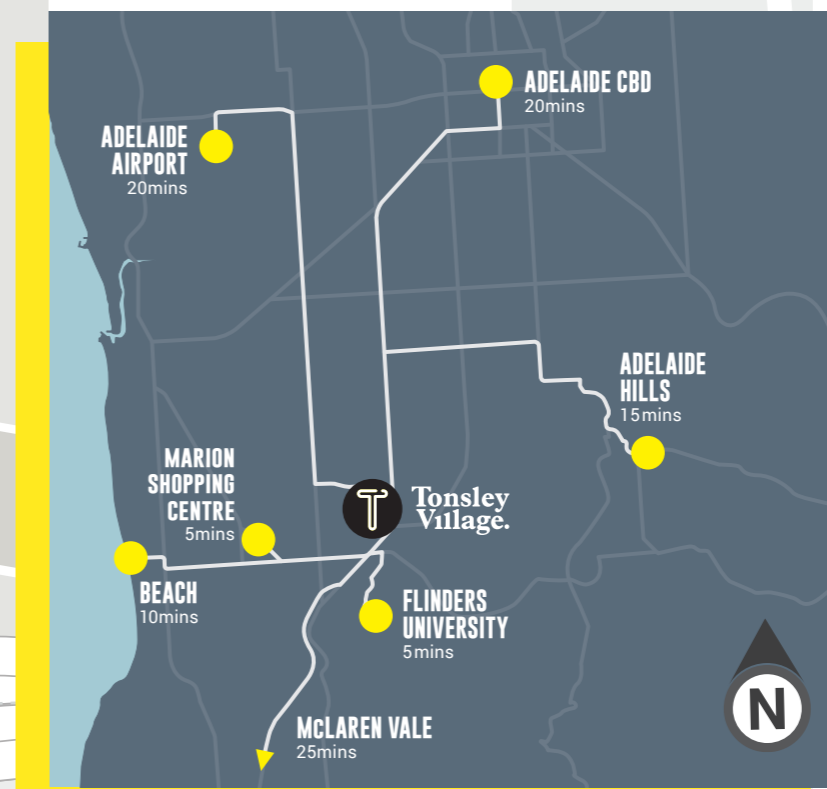 ADELAIDE CBD
20mins
ADELAIDE
AIRPORT
20mins
ADELAIDE
HILLS
15mins
MARION
SHOPPING
CENTRE
5mins
T
Tonsley
Village.
BEACH
10mins
FLINDERS
UNIVERSITY
5mins
McLAREN VALE
25mins
N